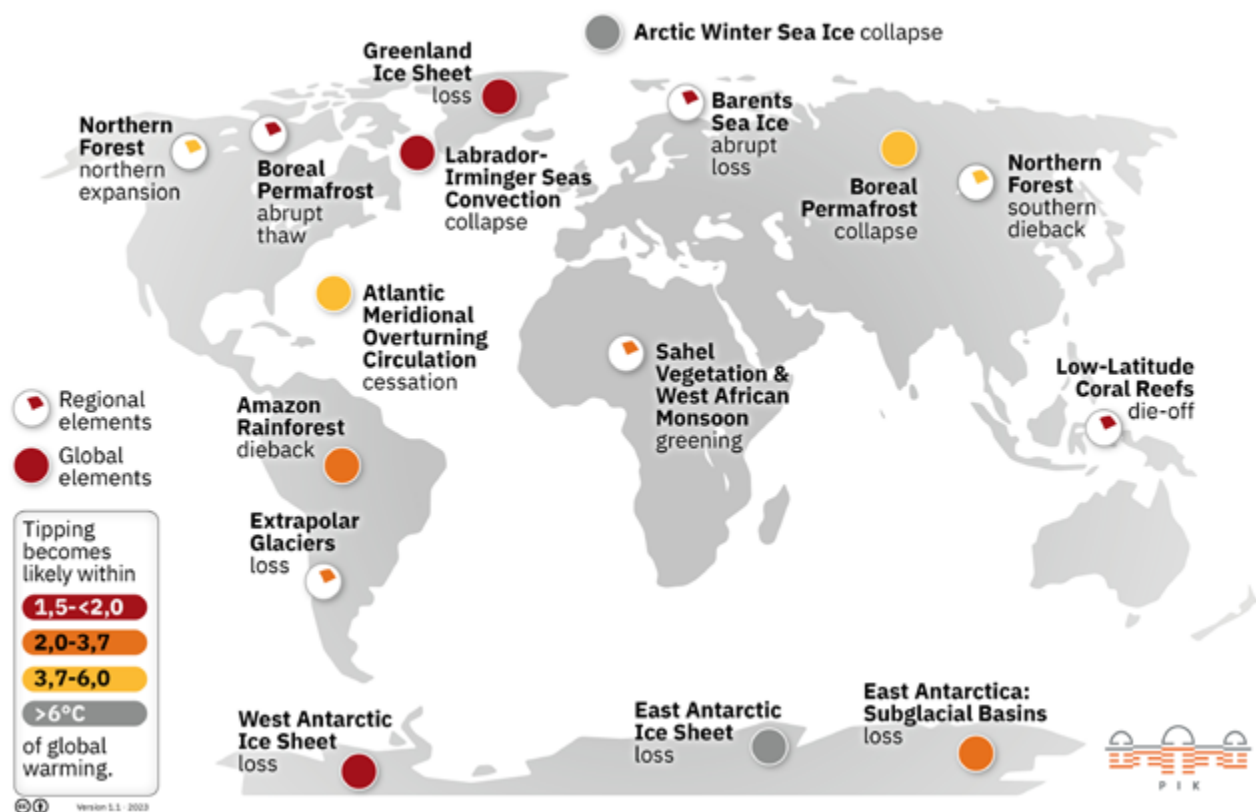 Arctic Winter Sea Ice collapse
Greenland
Ice Sheet
loss
Barents
Sea Ice
abrupt
loss
Northern
Forest
northern
expansion
Boreal
Permafrost
abrupt
thaw
Labrador-
Irminger Seas
Convection
collapse
Boreal
Permafrost
collapse
Northern
Forest
southern
dieback
Atlantic
Meridional
Overturning
Circulation
cessation
Sahel
Vegetation &
West African
Monsoon
greening
Low-Latitude
Coral Reefs
die-off
Regional
elements
Global
elements
Amazon
Rainforest
dieback
Extrapolar
Glaciers
loss
Tipping
becomes
likely within
1,5-<2,0
2,0-3,7
3,7-6,0
>6°C
of global
warming.
West Antarctic
Ice Sheet
loss
East Antarctic
Ice Sheet
loss
East Antarctica:
Subglacial Basins
loss
PIK
cc
Version 1.1 - 2023